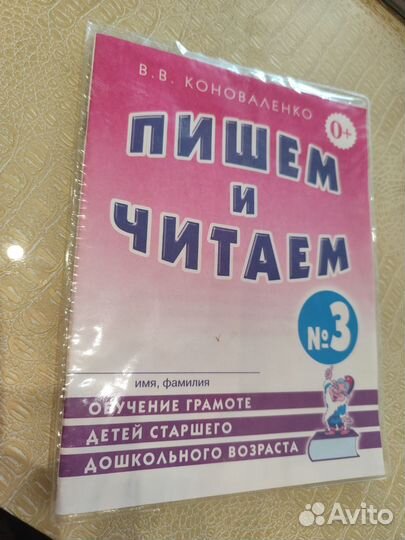 В.В. КОНОВАЛЕНКО
0+
ПИШЕМ
и
ЧИТАЕМ
№3
имя, фамилия
ОБУЧЕНИЕ ГРАМОТЕ
ДЕТЕЙ СТАРШЕГО
ДОШКОЛЬНОГО ВОЗРАСТА
Avito